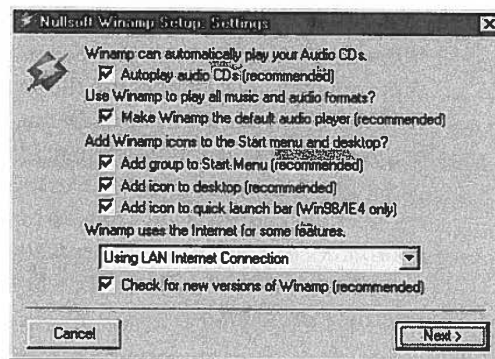 Nullsoft Winamp Setup: Settings
Winamp can automatically play your Audio CDs.
Autoplay audio CDs (recommended)
Use Winamp to play all music and audio formats?
Make Winamp the default audio player (recommended)
Add Winamp icons to the Start menu and desktop?
Add group to Start Menu (recommended)
Add icon to desktop (recommended)
Add icon to quick launch bar (Win98/IE4 only)
Winamp uses the Internet for some features.
Using LAN Internet Connection
Check for new versions of Winamp (recommended)
Cancel
Next >